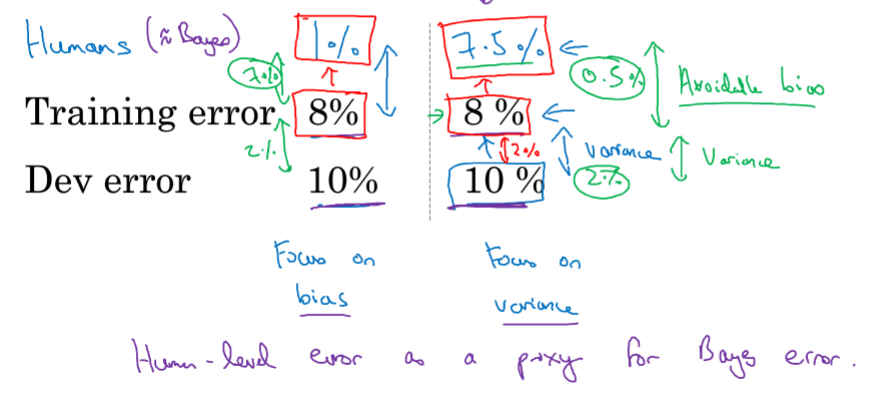 Humans (≈ Bayes) 1% 7.5%
7% 0.5% Avoidable bias
Training error 8% 8 %
2% 2% variance Variance
Dev error 10% 10 % 2%
Focus on Focus on
bias variance
Human-level error as a proxy for Bayes error.